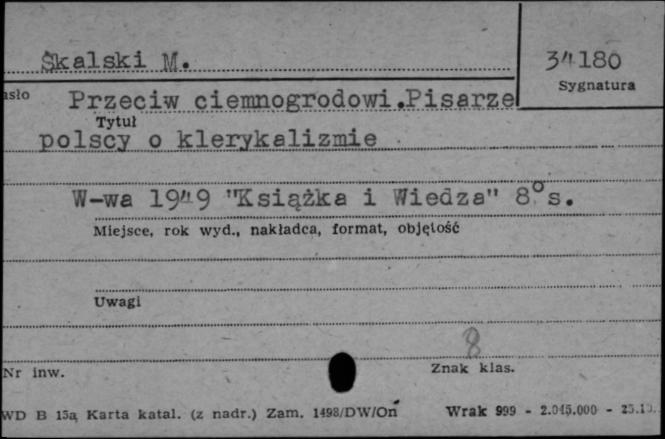 Skalski M.
34180
Sygnatura
asło
Przeciw ciemnogrodowi.Pisarze
Tytuł
polscy o klerykalizmie
W-wa 1949 "Książka i Wiedza" 8° s.
Miejsce, rok wyd., nakładca, format, objętość
Uwagi
8
Nr inw.
Znak klas.
WD B 15a Karta katal. (z nadr.) Zam. 1498/DW/Oń
Wrak 999 - 2.045.000 -